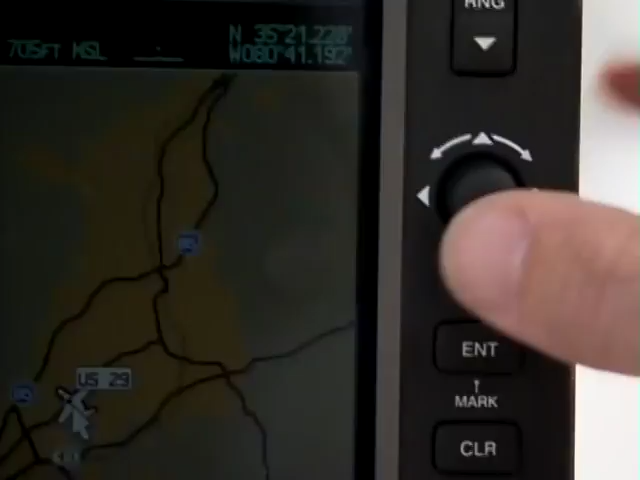 RNG
705FT MSL
N 35°21.228'
W080°41.192'
US 29
ENT
MARK
CLR